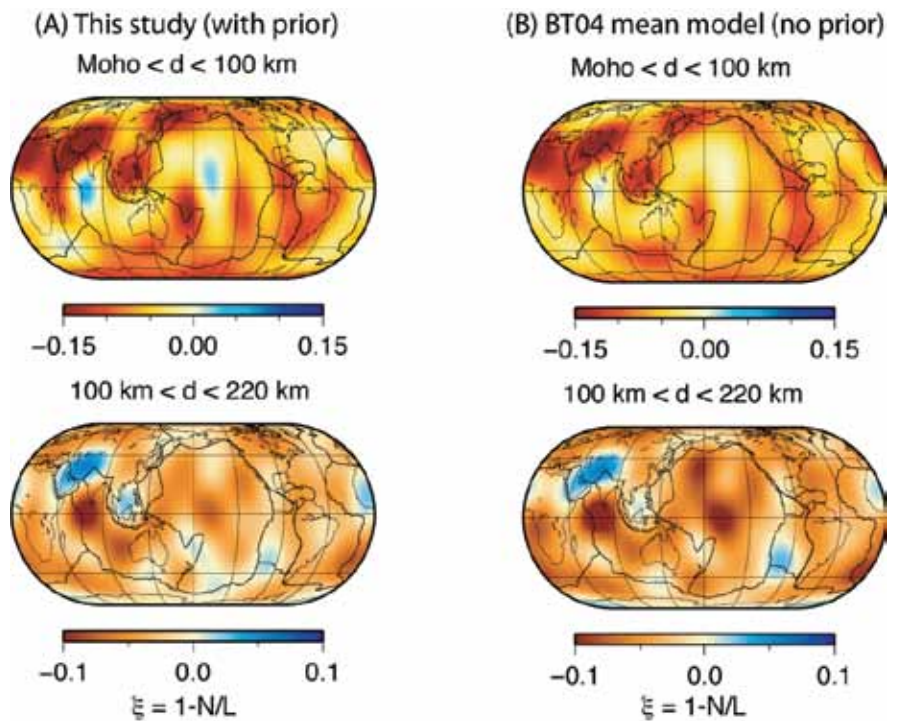 (A) This study (with prior)
Moho < d < 100 km
−0.15 0.00 0.15
100 km < d < 220 km
−0.1 0.0 0.1
ξ = 1-N/L
(B) BT04 mean model (no prior)
Moho < d < 100 km
−0.15 0.00 0.15
100 km < d < 220 km
−0.1 0.0 0.1
ξ = 1-N/L